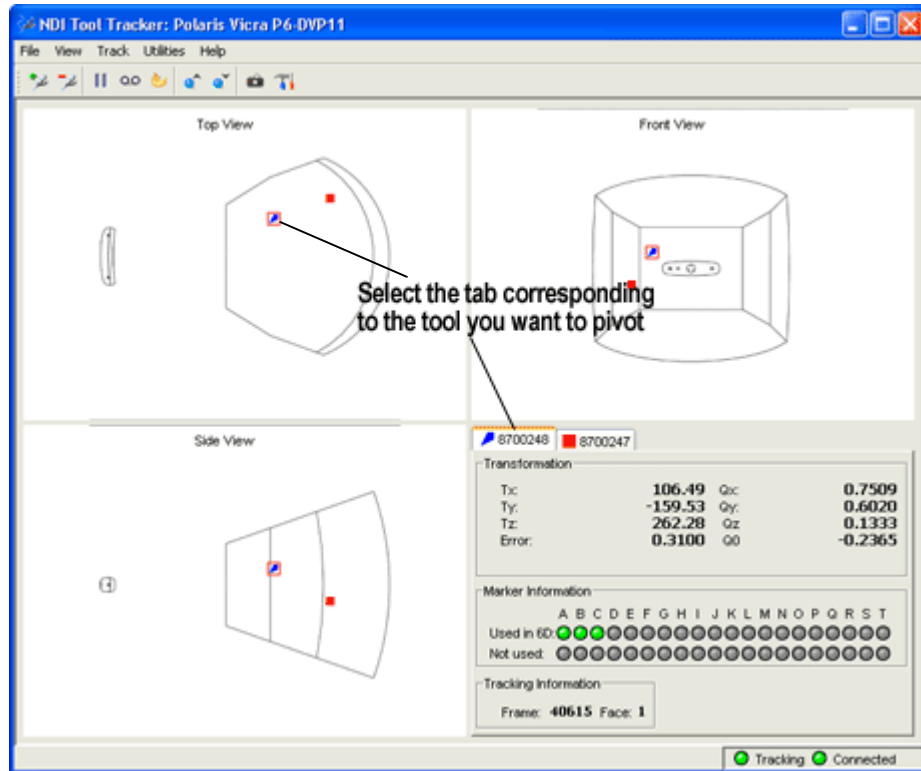 NDI Tool Tracker: Polaris Vicra P6-DVP11
File View Track Utilities Help
Top View
Front View
Select the tab corresponding
to the tool you want to pivot
Side View
8700248 8700247
Transformation
Tx: 106.49 Qx: 0.7509
Ty: -159.53 Qy: 0.6020
Tz: 262.28 Qz 0.1333
Error: 0.3100 Q0 -0.2365
Marker Information
A B C D E F G H I J K L M N O P Q R S T
Used in 6D:
Not used:
Tracking Information
Frame: 40615 Face: 1
Tracking Connected